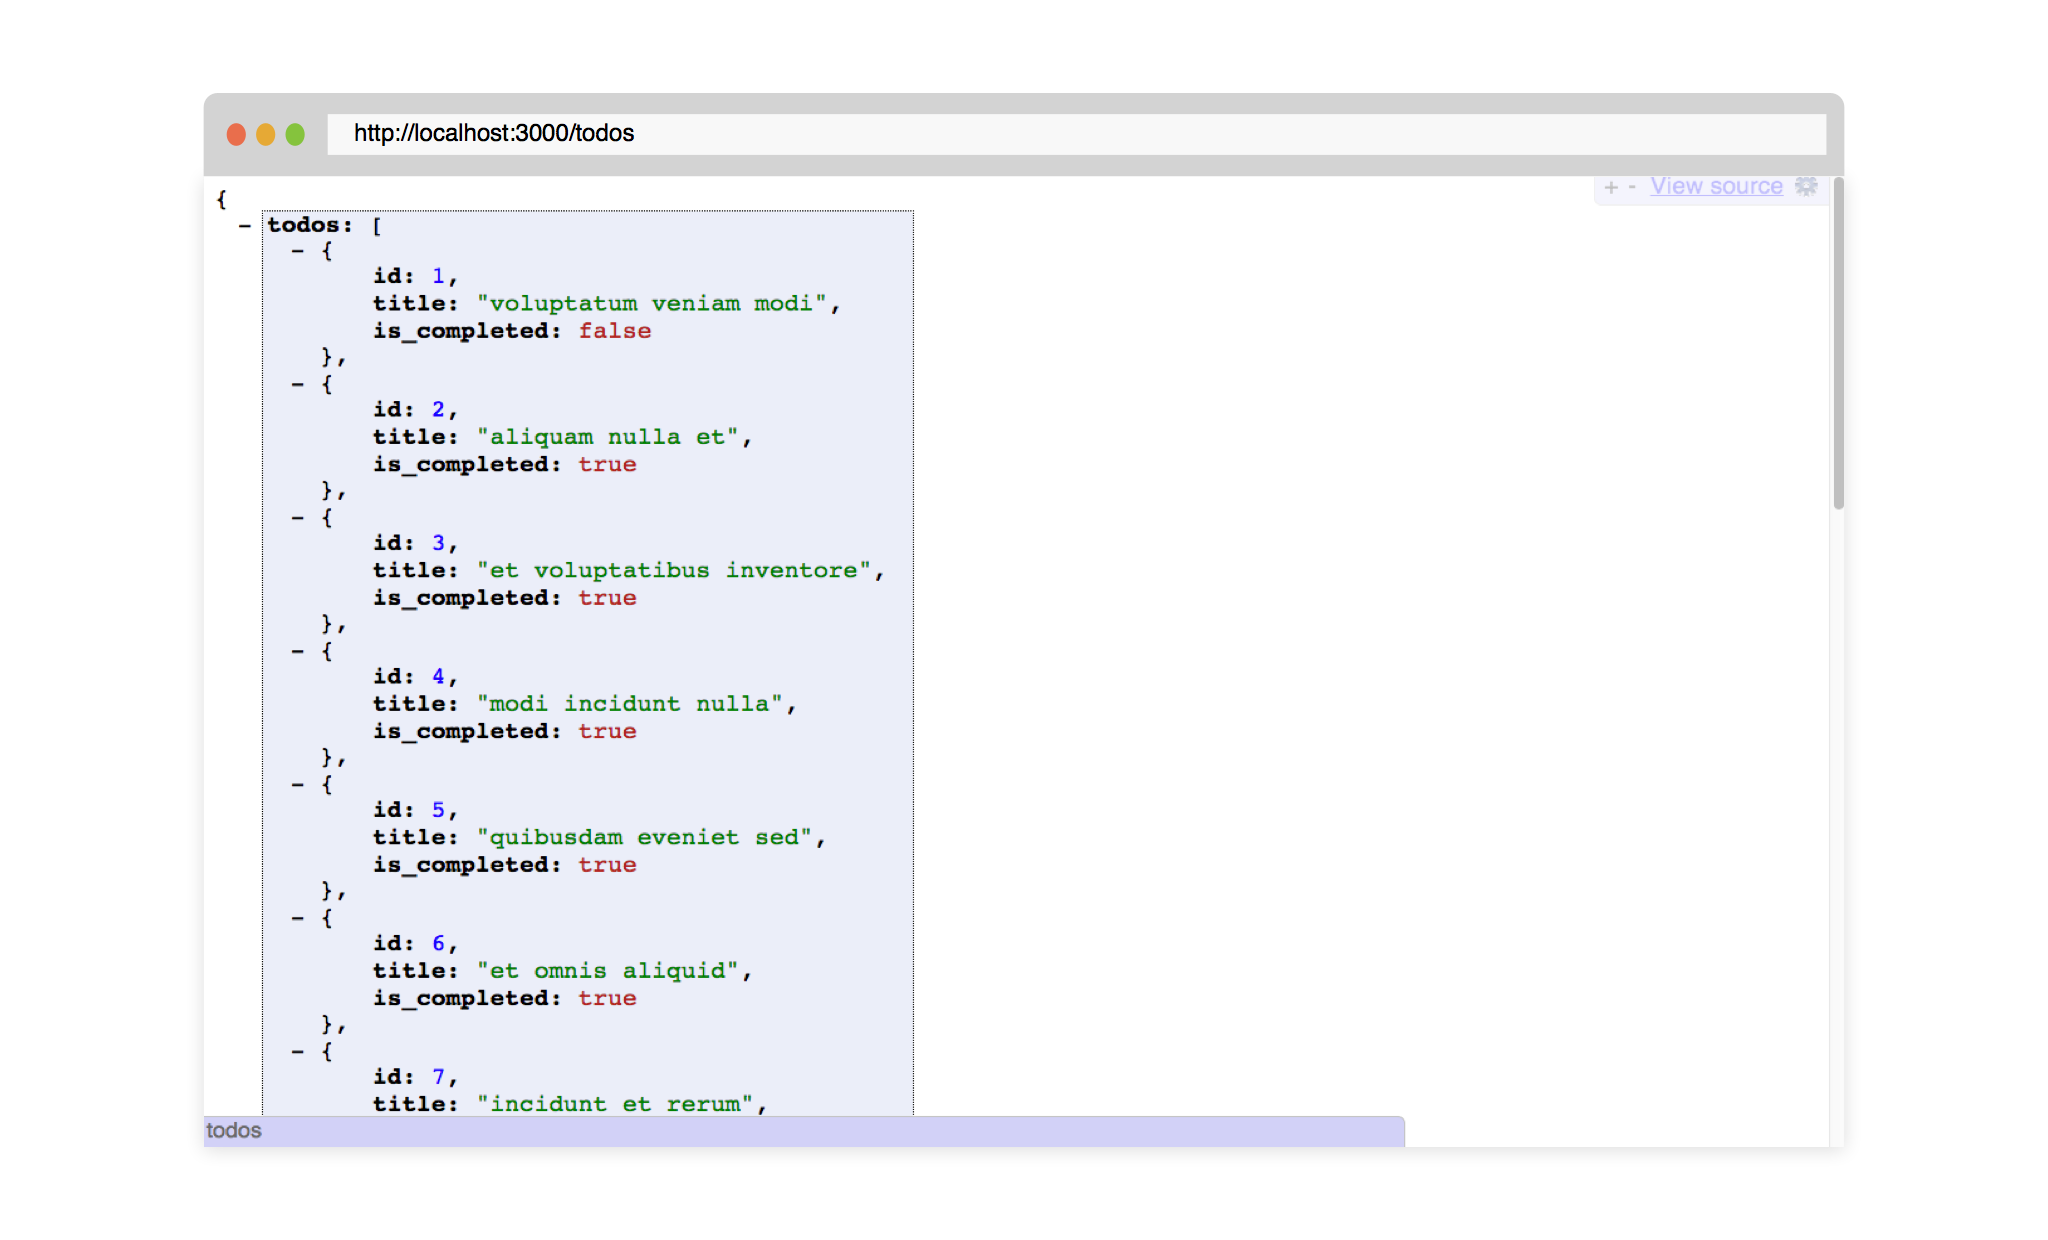 http://localhost:3000/todos
+ - View source
{
- todos: [
- {
id: 1,
title: "voluptatum veniam modi",
is_completed: false
},
- {
id: 2,
title: "aliquam nulla et",
is_completed: true
},
- {
id: 3,
title: "et voluptatibus inventore",
is_completed: true
},
- {
id: 4,
title: "modi incidunt nulla",
is_completed: true
},
- {
id: 5,
title: "quibusdam eveniet sed",
is_completed: true
},
- {
id: 6,
title: "et omnis aliquid",
is_completed: true
},
- {
id: 7,
title: "incidunt et rerum",
todos